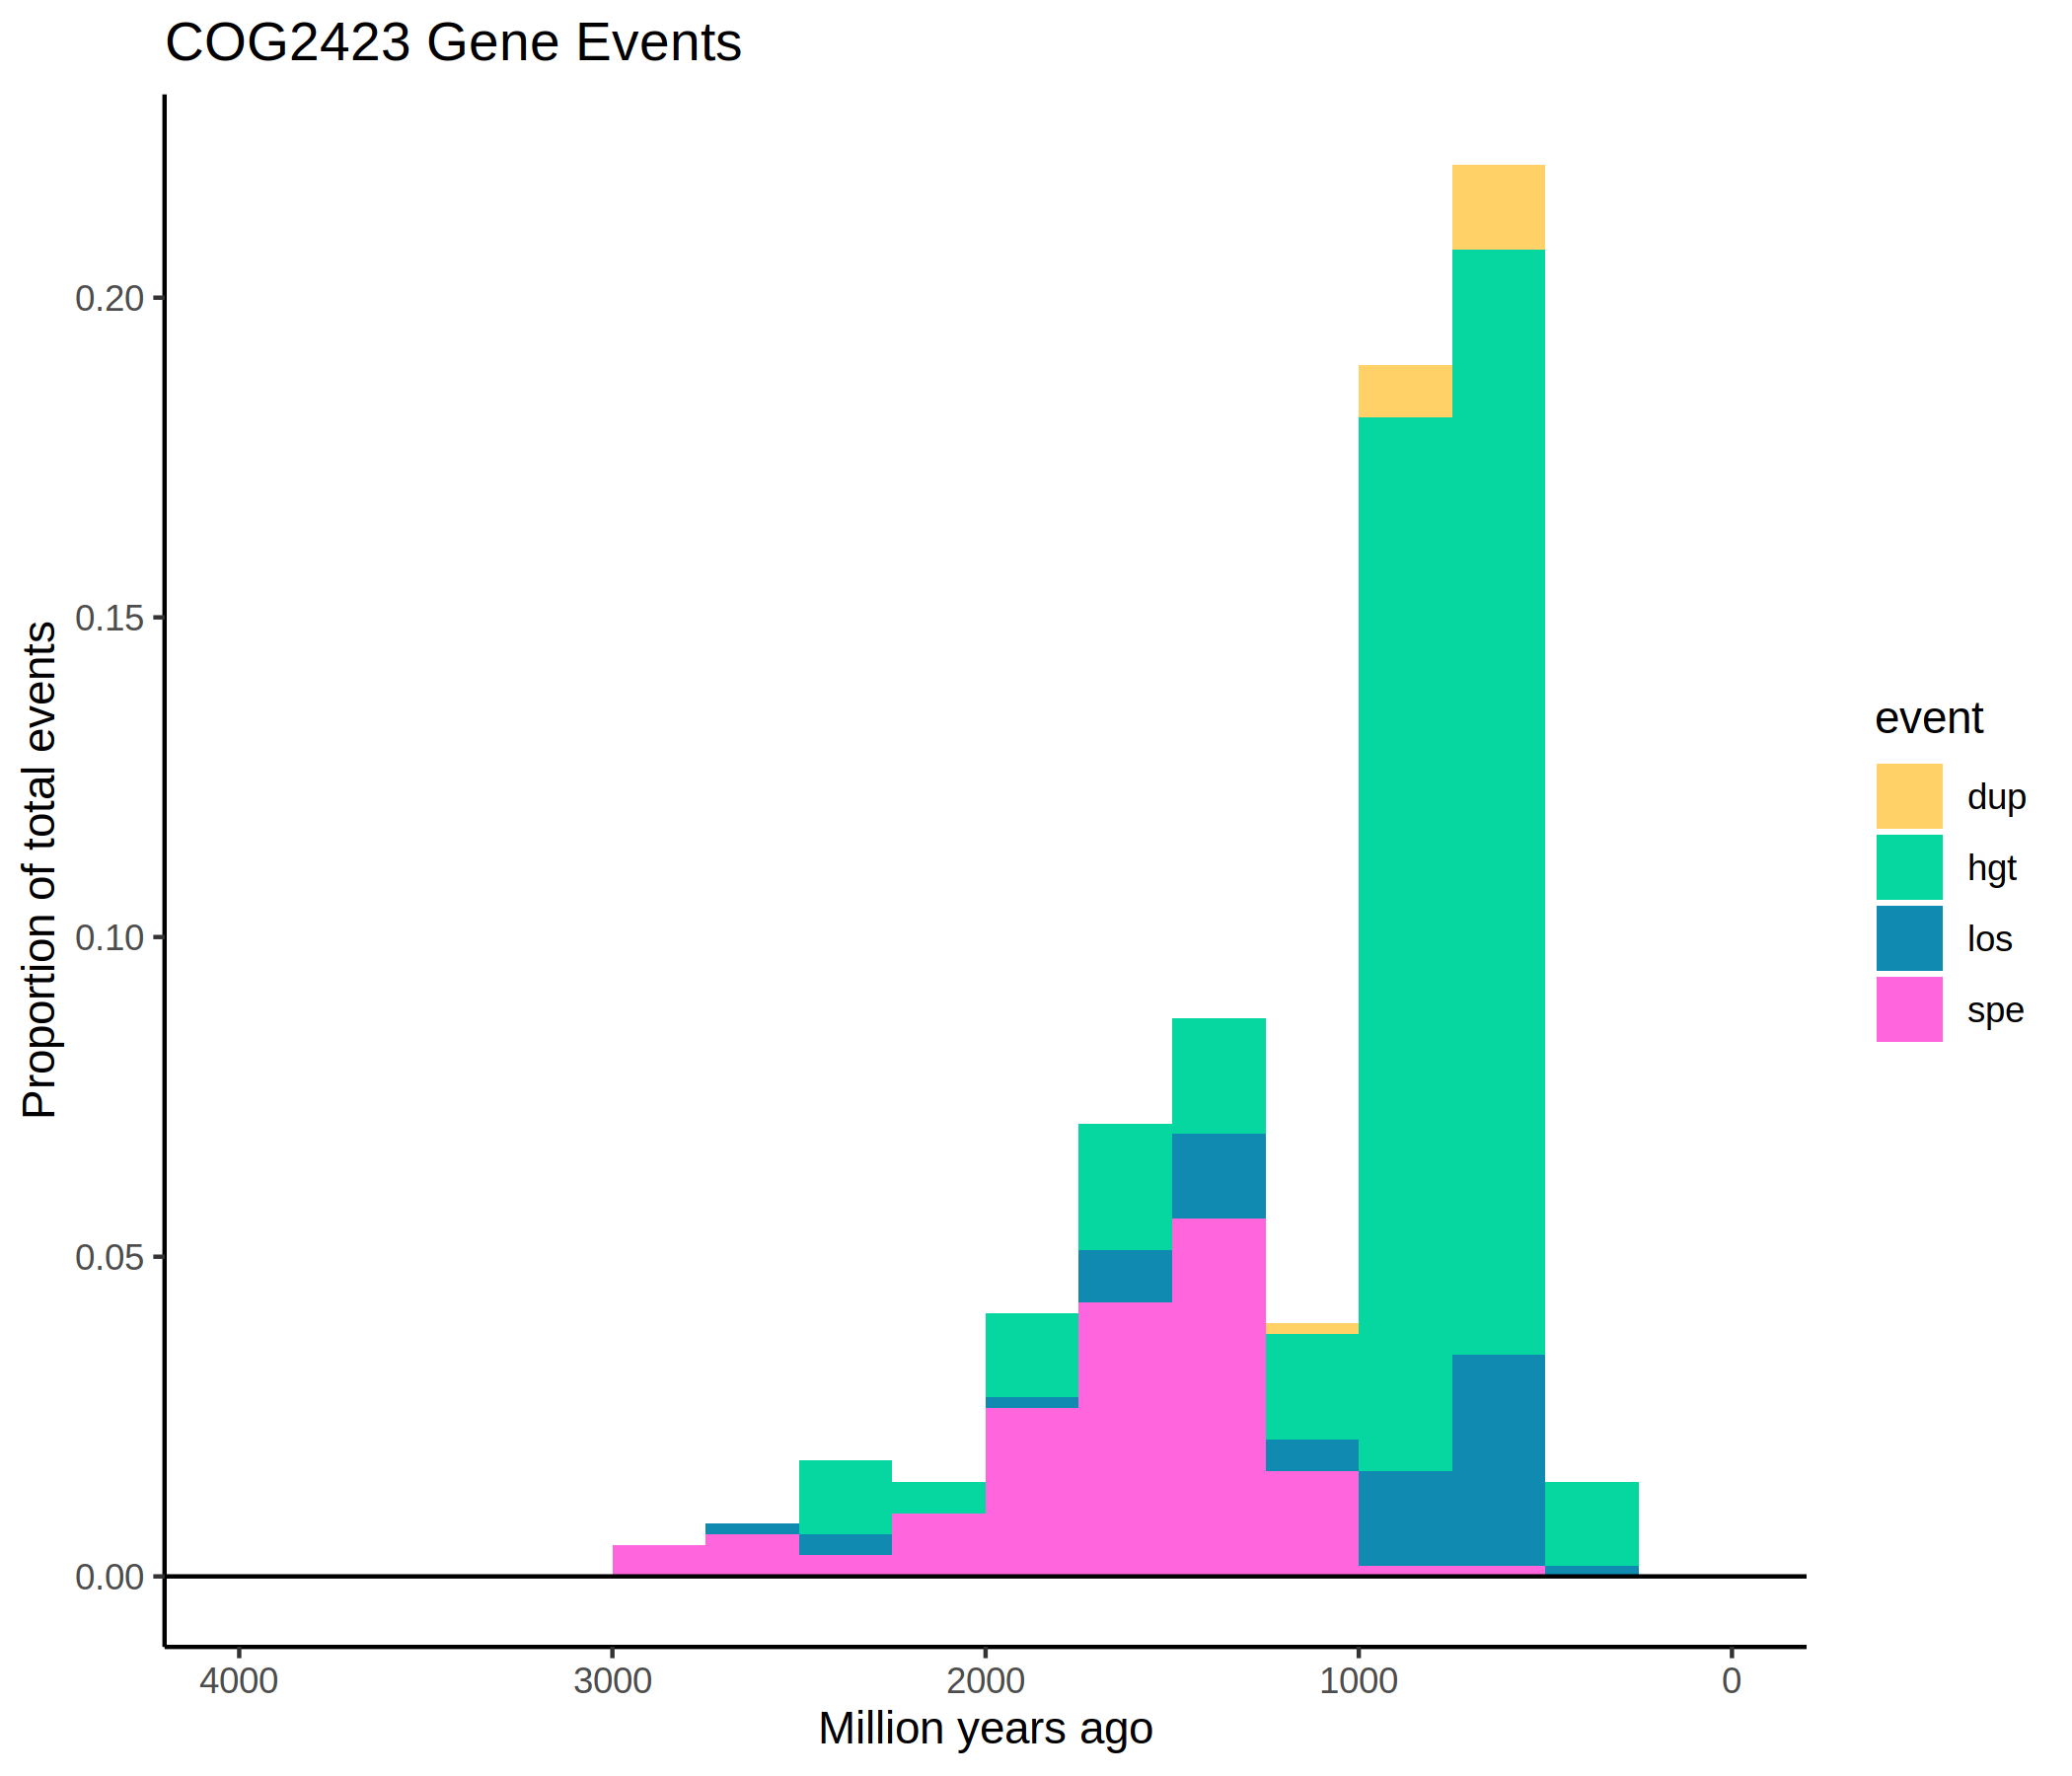 COG2423 Gene Events
Proportion of total events
0.20
0.15
0.10
0.05
0.00
4000 3000 2000 1000 0
Million years ago
event
dup
hgt
los
spe